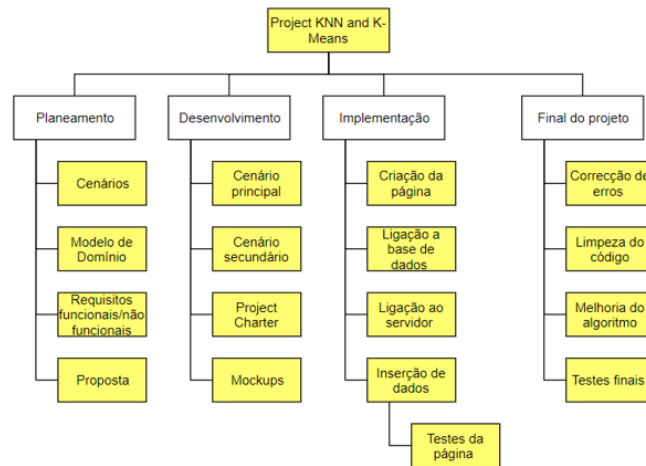 Project KNN and K-
Means
Planeamento
Desenvolvimento
Implementação
Final do projeto
Cenários
Modelo de
Domínio
Requisitos
funcionais/não
funcionais
Proposta
Cenário
principal
Cenário
secundário
Project
Charter
Mockups
Criação da
página
Ligação a
base de
dados
Ligação ao
servidor
Inserção de
dados
Testes da
página
Correcção de
erros
Limpeza do
código
Melhoria do
algoritmo
Testes finais